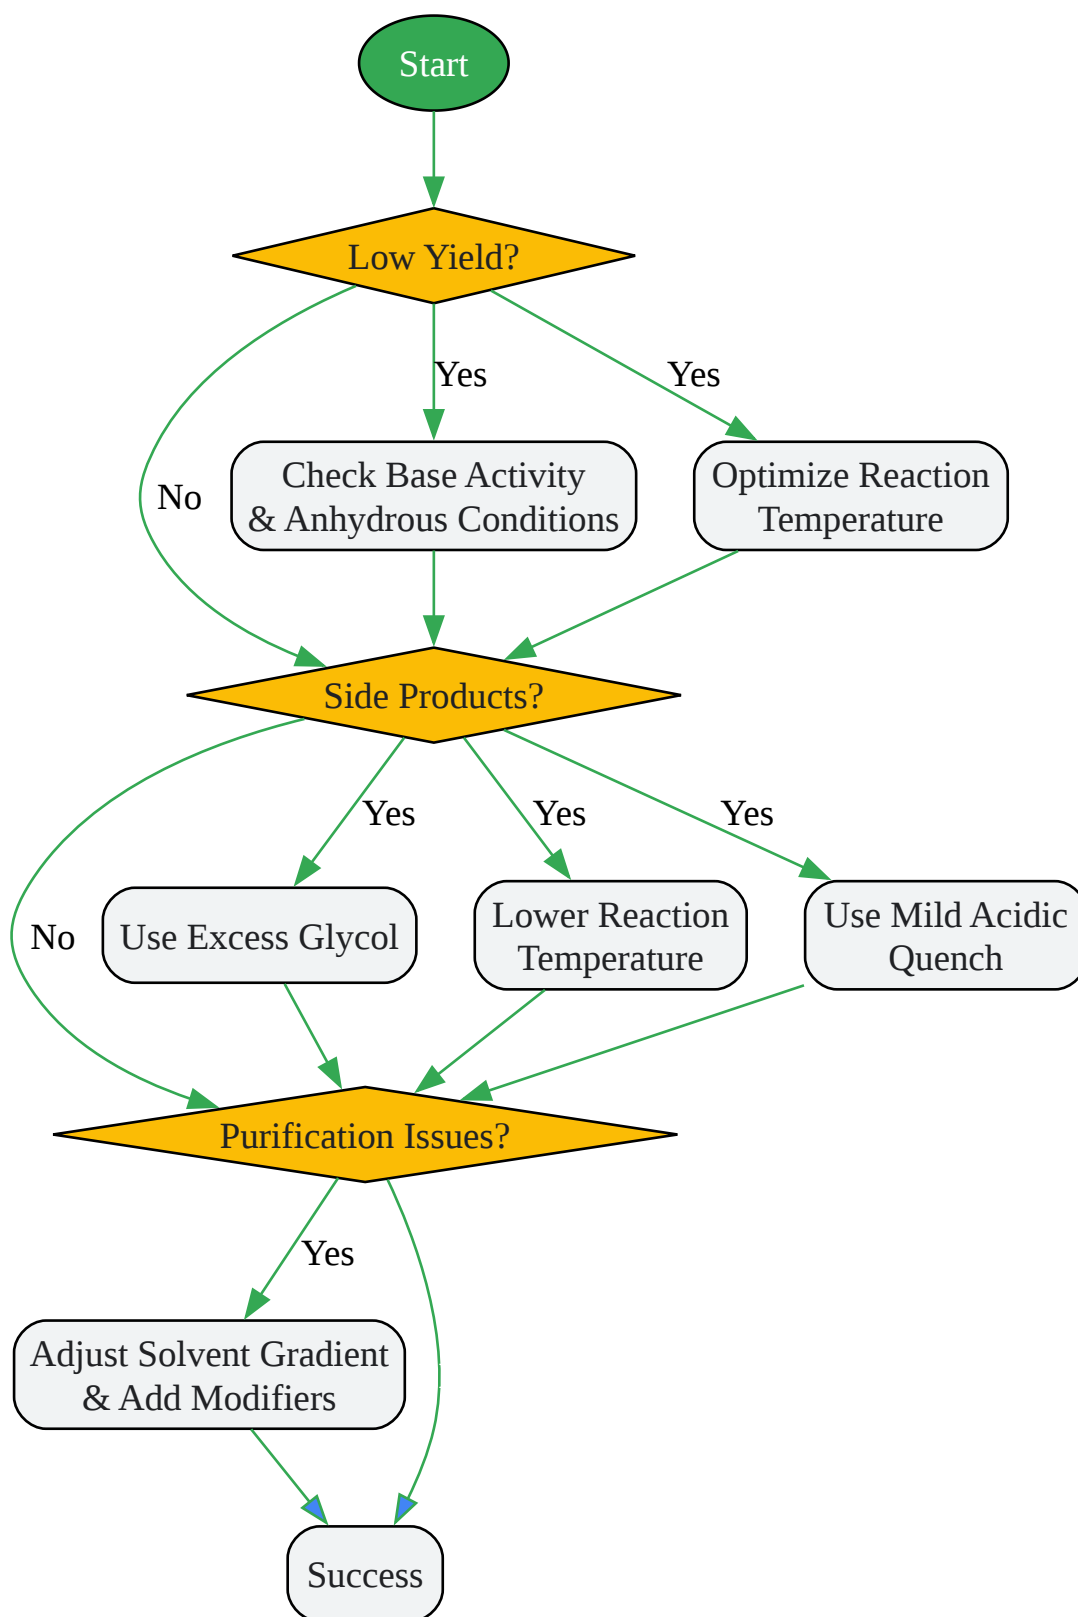 Start
Low Yield?
Yes
Yes
No
Check Base Activity
& Anhydrous Conditions
Optimize Reaction
Temperature
Side Products?
Yes
Yes
Yes
No
Use Excess Glycol
Lower Reaction
Temperature
Use Mild Acidic
Quench
Purification Issues?
Yes
Adjust Solvent Gradient
& Add Modifiers
Success